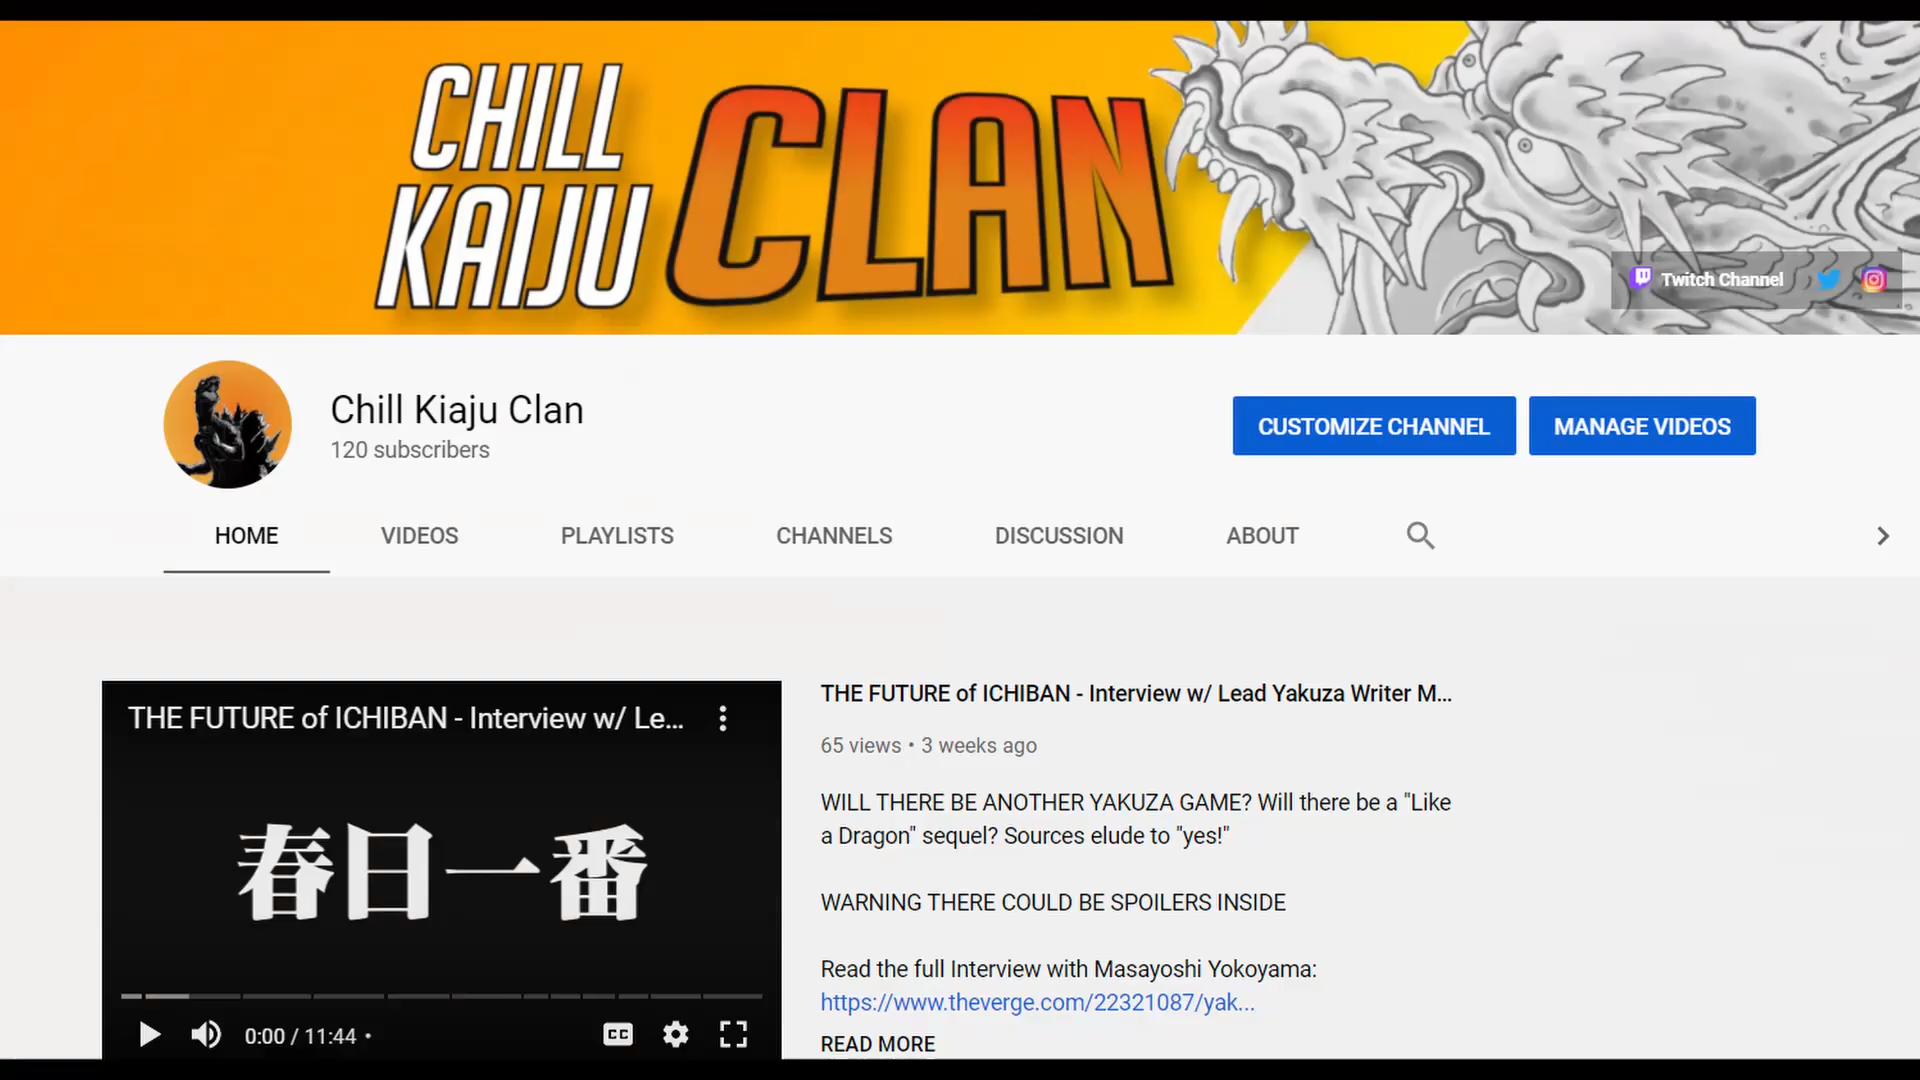 CHILL
KAIJU
CLAN
Twitch Channel
Chill Kiaju Clan
120 subscribers
CUSTOMIZE CHANNEL
MANAGE VIDEOS
HOME
VIDEOS
PLAYLISTS
CHANNELS
DISCUSSION
ABOUT
THE FUTURE of ICHIBAN - Interview w/ Le...
春日一番
0:00 / 11:44 •
CC
THE FUTURE of ICHIBAN - Interview w/ Lead Yakuza Writer M...
65 views • 3 weeks ago
WILL THERE BE ANOTHER YAKUZA GAME? Will there be a "Like
a Dragon" sequel? Sources elude to "yes!"
WARNING THERE COULD BE SPOILERS INSIDE
Read the full Interview with Masayoshi Yokoyama:
https://www.theverge.com/22321087/yak...
READ MORE